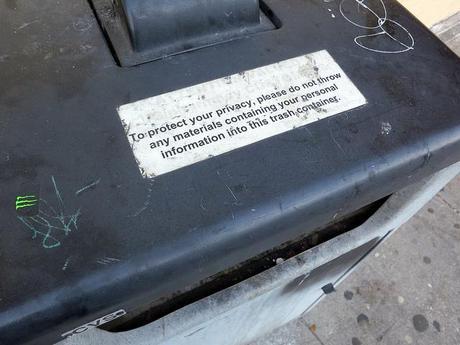 To protect your privacy, please do not throw
any materials containing your personal
information into this trash container.